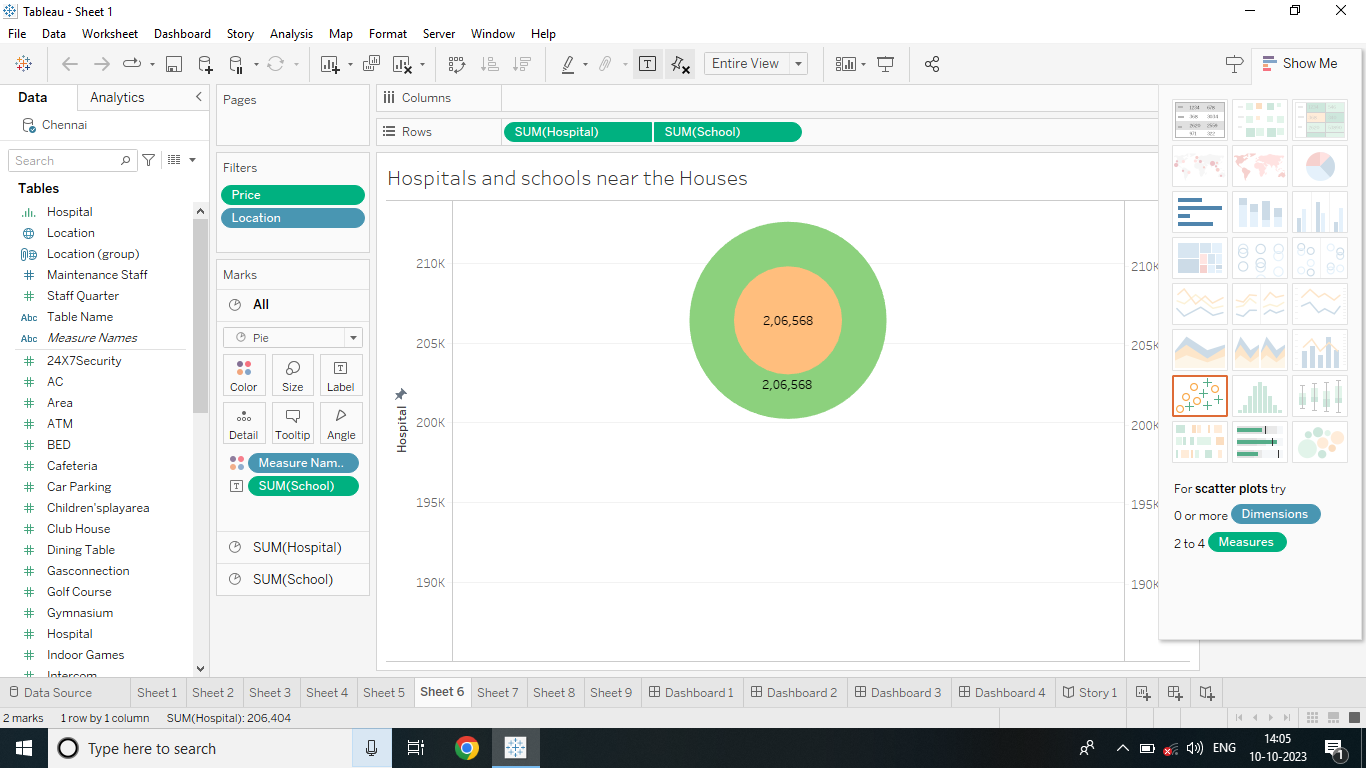 Tableau - Sheet 1
File Data Worksheet Dashboard Story Analysis Map Format Server Window Help
Entire View
Show Me
Data Analytics
Chennai
Search
Tables
Hospital
Location
Location (group)
Maintenance Staff
Staff Quarter
Abc Table Name
Abc Measure Names
24X7Security
AC
Area
ATM
BED
Cafeteria
Car Parking
Children'splayarea
Club House
Dining Table
Gasconnection
Golf Course
Gymnasium
Hospital
Indoor Games
Intercom
Pages
Filters
Price
Location
Marks
All
Pie
Color Size Label
Detail Tooltip Angle
Measure Nam..
SUM(School)
SUM(Hospital)
SUM(School)
Columns
Rows SUM(Hospital) SUM(School)
Hospitals and schools near the Houses
210K
205K
200K
195K
190K
Hospital
2,06,568
2,06,568
210K
205K
200K
195K
190K
For scatter plots try
0 or more Dimensions
2 to 4 Measures
Data Source Sheet 1 Sheet 2 Sheet 3 Sheet 4 Sheet 5 Sheet 6 Sheet 7 Sheet 8 Sheet 9 Dashboard 1 Dashboard 2 Dashboard 3 Dashboard 4 Story 1
2 marks 1 row by 1 column SUM(Hospital): 206,404
Type here to search
ENG
14:05
10-10-2023
1